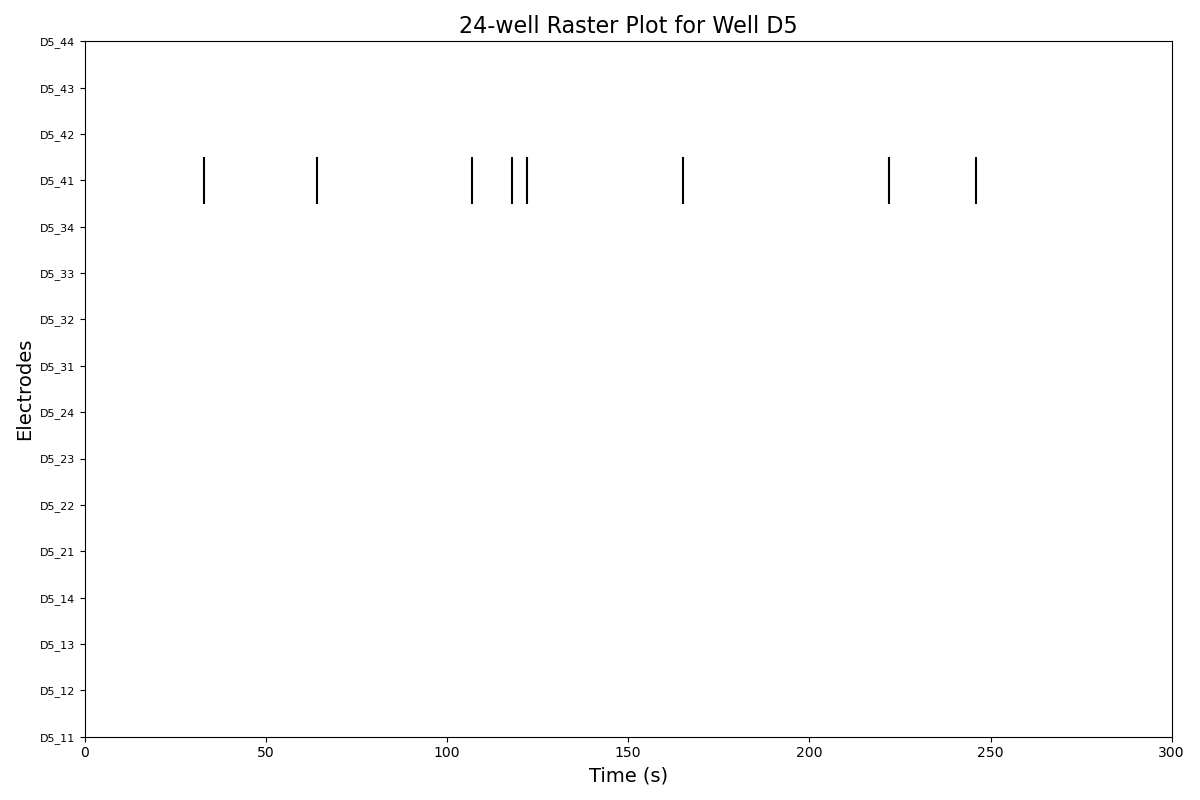 24-well Raster Plot for Well D5
D5_44
D5_43
D5_42
D5_41
D5_34
D5_33
D5_32
D5_31
D5_24
D5_23
D5_22
D5_21
D5_14
D5_13
D5_12
D5_11
Electrodes
0 50 100 150 200 250 300
Time (s)